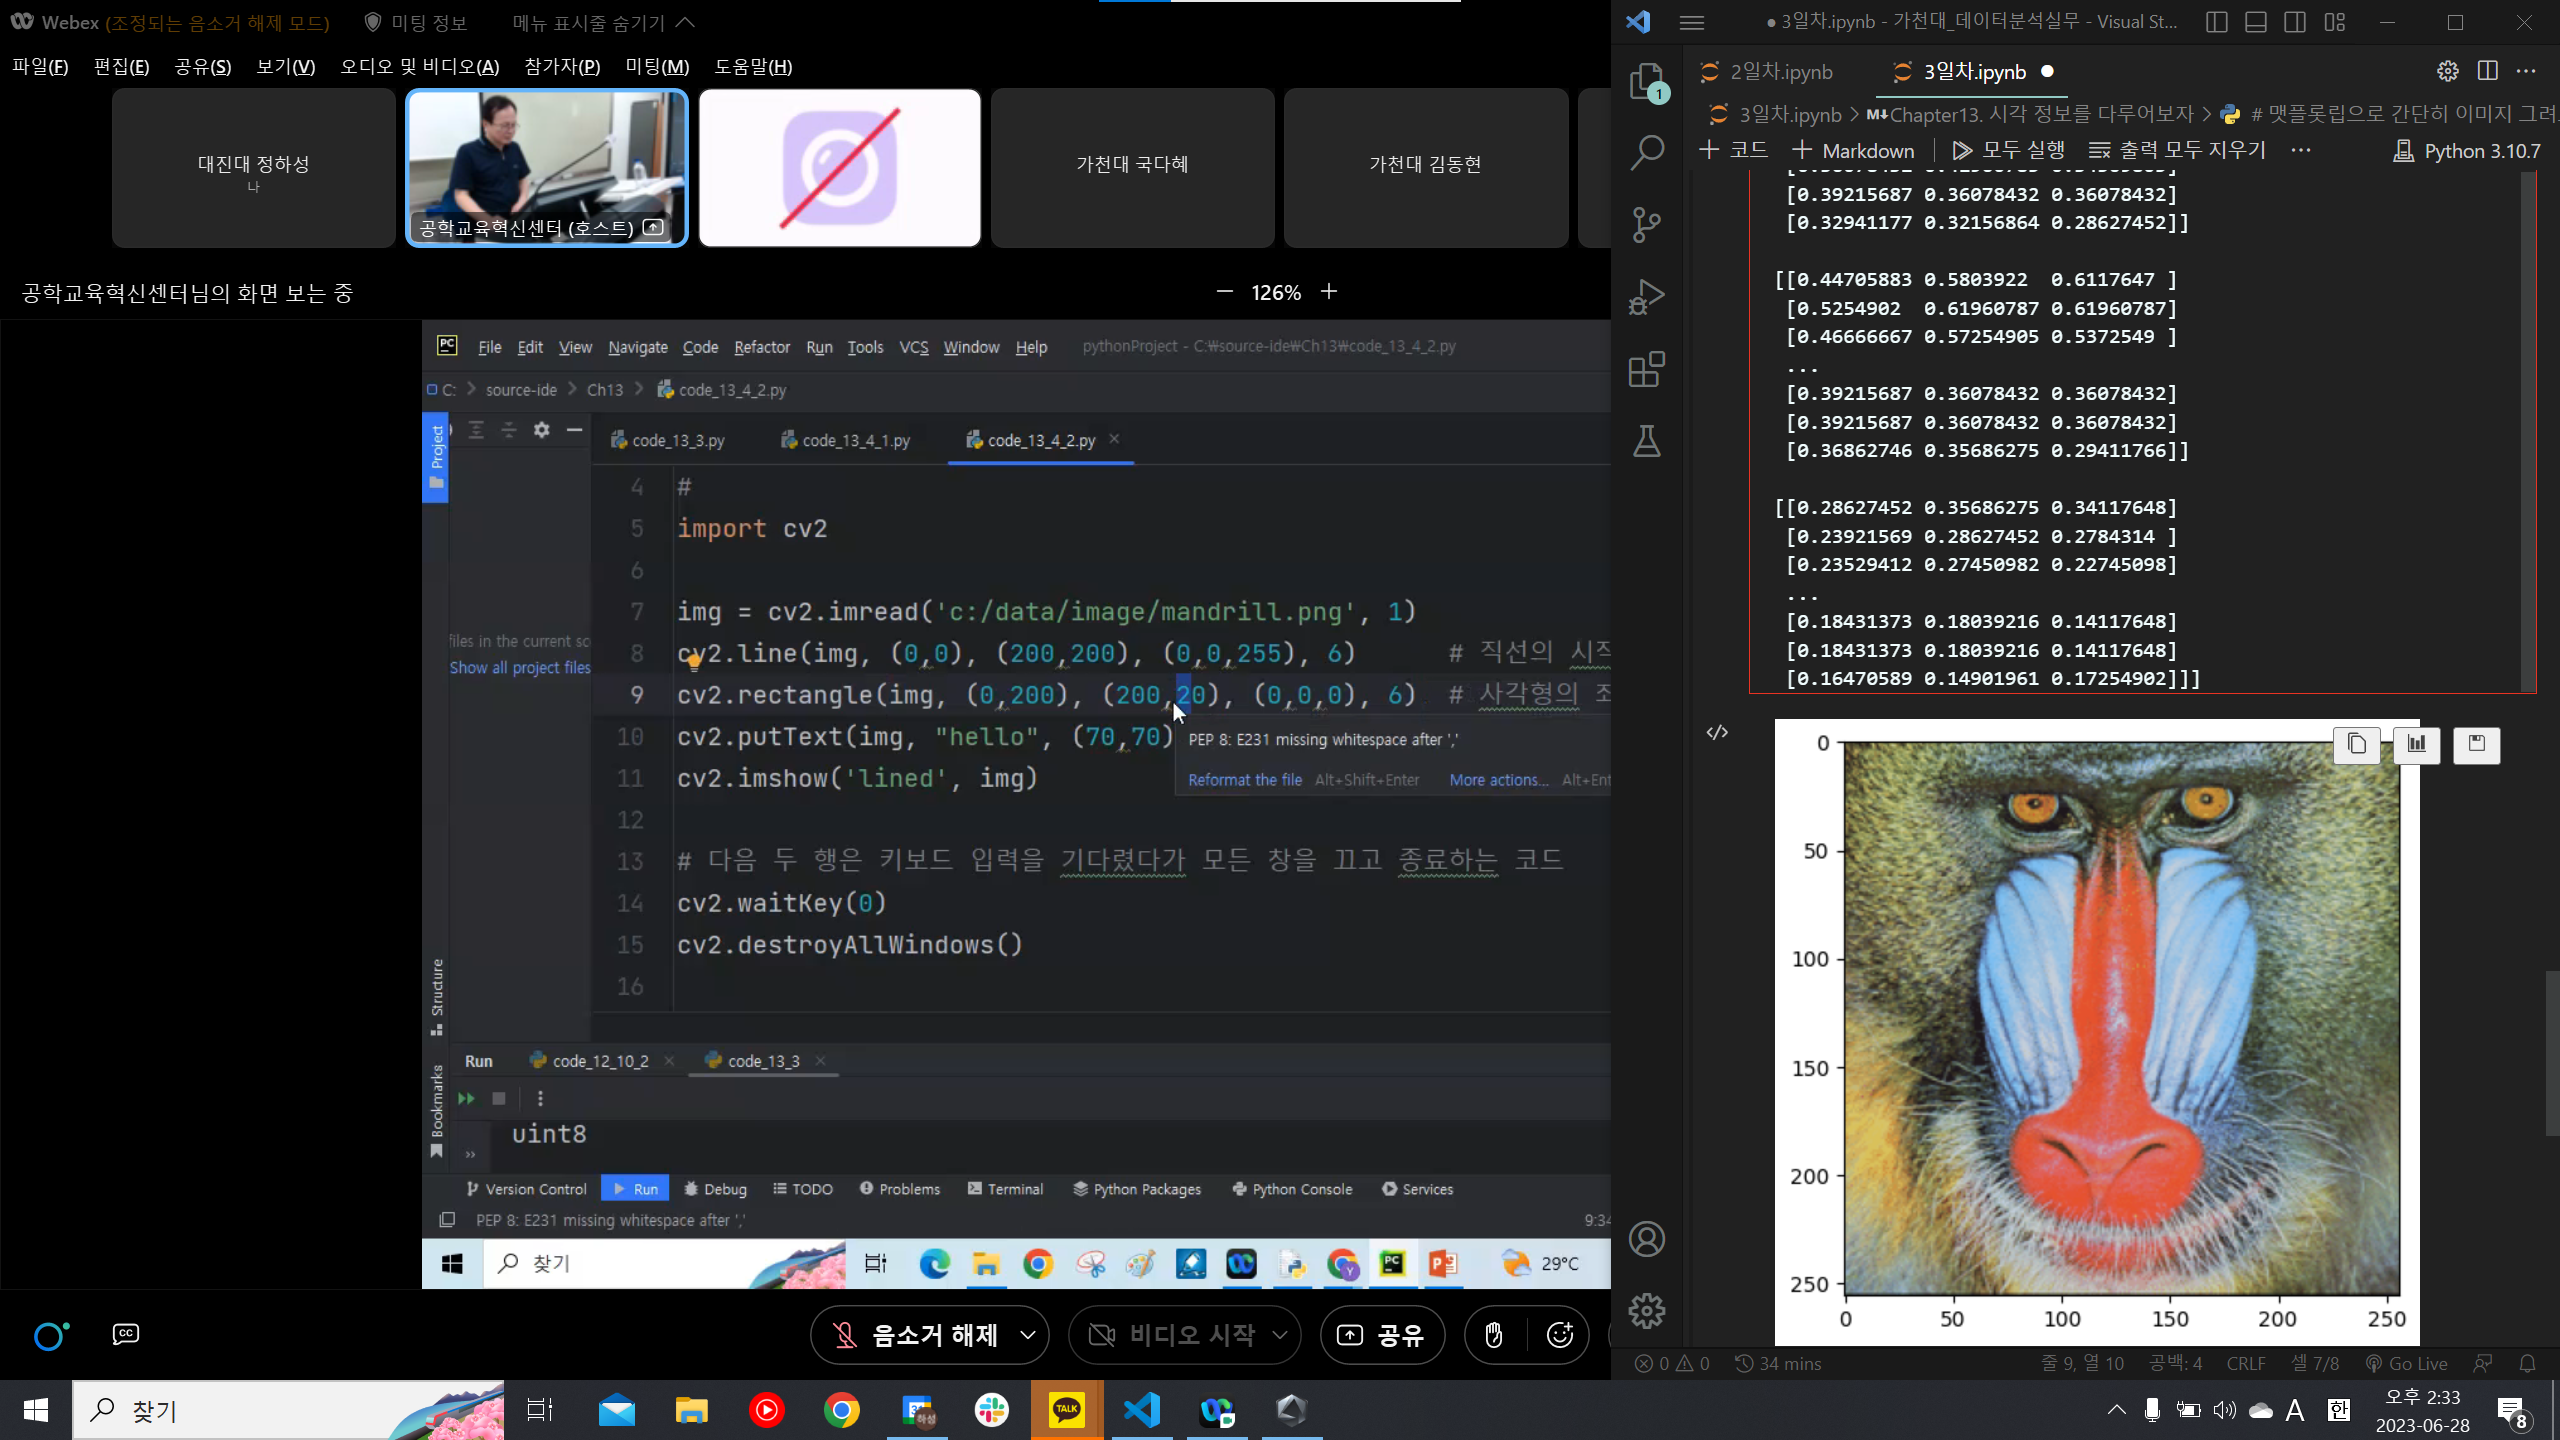 Webex (조정되는 음소거 해제 모드) 미팅 정보 메뉴 표시줄 숨기기
파일(F) 편집(E) 공유(S) 보기(V) 오디오 및 비디오(A) 참가자(P) 미팅(M) 도움말(H)
대진대 정하성
나
공학교육혁신센터 (호스트)
가천대 국다혜
가천대 김동현
공학교육혁신센터님의 화면 보는 중
126%
PC File Edit View Navigate Code Refactor Run Tools VCS Window Help pythonProject - C:₩source-ide₩Ch13₩code_13_4_2.py
C: source-ide Ch13 code_13_4_2.py
Project
code_13_3.py code_13_4_1.py code_13_4_2.py
files in the current sc
Show all project files
4 #
5 import cv2
6
7 img = cv2.imread('c:/data/image/mandrill.png', 1)
8 cv2.line(img, (0,0), (200,200), (0,0,255), 6) # 직선의 시작
9 cv2.rectangle(img, (0,200), (200,20), (0,0,0), 6) # 사각형의
10 cv2.putText(img, "hello", (70,70)
11 cv2.imshow('lined', img)
12
13 # 다음 두 행은 키보드 입력을 기다렸다가 모든 창을 끄고 종료하는 코드
14 cv2.waitKey(0)
15 cv2.destroyAllWindows()
16
PEP 8: E231 missing whitespace after ','
Reformat the file Alt+Shift+Enter More actions... Alt+Ent
Structure
Bookmarks
Run code_12_10_2 code_13_3
uint8
Version Control Run Debug TODO Problems Terminal Python Packages Python Console Services
PEP 8: E231 missing whitespace after ',' 9:34
찾기
29°C
음소거 해제 비디오 시작 공유
3일차.ipynb - 가천대_데이터분석실무 - Visual St...
2일차.ipynb 3일차.ipynb
1
3일차.ipynb > M↓Chapter13. 시각 정보를 다루어보자 > # 맷플롯립으로 간단히 이미지 그려
+ 코드 + Markdown 모두 실행 출력 모두 지우기 ... Python 3.10.7
[0.39215687 0.36078432 0.36078432]
[0.32941177 0.32156864 0.28627452]]
[[0.44705883 0.5803922 0.6117647 ]
[0.5254902 0.61960787 0.61960787]
[0.46666667 0.57254905 0.5372549 ]
...
[0.39215687 0.36078432 0.36078432]
[0.39215687 0.36078432 0.36078432]
[0.36862746 0.35686275 0.29411766]]
[[0.28627452 0.35686275 0.34117648]
[0.23921569 0.28627452 0.2784314 ]
[0.23529412 0.27450982 0.22745098]
...
[0.18431373 0.18039216 0.14117648]
[0.18431373 0.18039216 0.14117648]
[0.16470589 0.14901961 0.17254902]]]
0
50
100
150
200
250
0 50 100 150 200 250
0 0 34 mins 줄 9, 열 10 공백: 4 CRLF 셀 7/8 Go Live
찾기
TALK
A 한 오후 2:33
2023-06-28
8